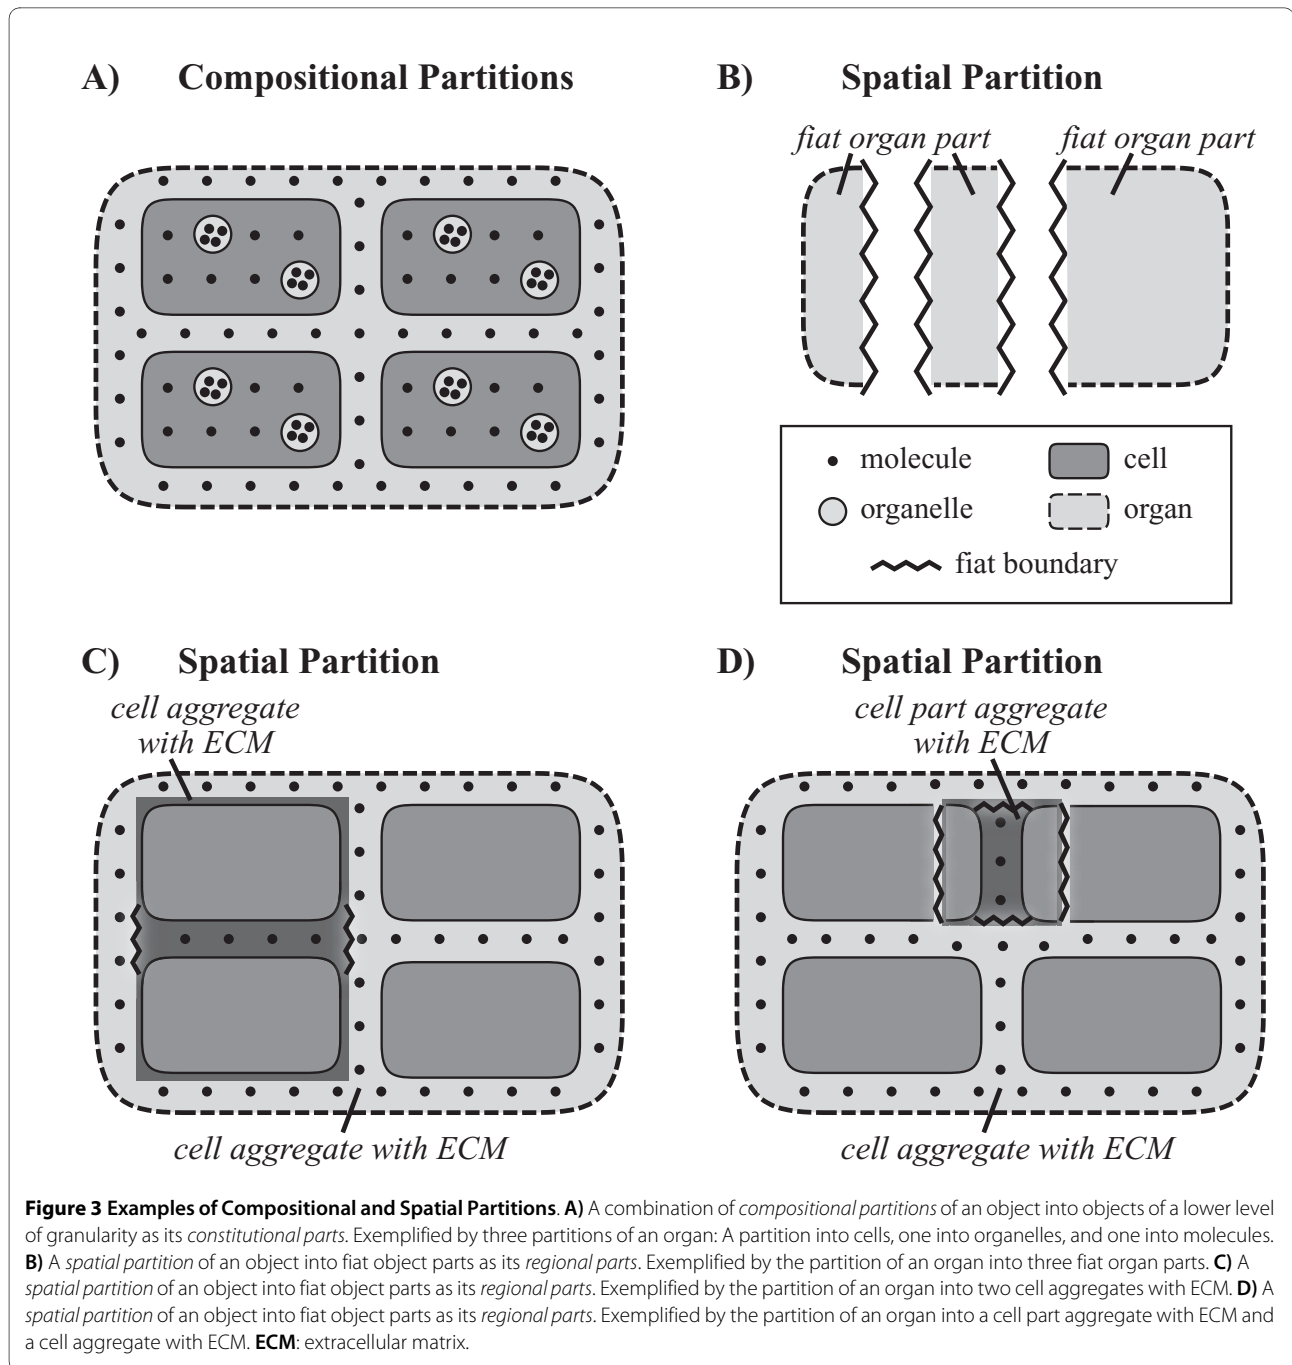 A) Compositional Partitions
B) Spatial Partition
fiat organ part
fiat organ part
molecule
cell
organelle
organ
fiat boundary
C) Spatial Partition
cell aggregate
with ECM
cell aggregate with ECM
D) Spatial Partition
cell part aggregate
with ECM
cell aggregate with ECM
Figure 3 Examples of Compositional and Spatial Partitions. A) A combination of compositional partitions of an object into objects of a lower level
of granularity as its constitutional parts. Exemplified by three partitions of an organ: A partition into cells, one into organelles, and one into molecules.
B) A spatial partition of an object into fiat object parts as its regional parts. Exemplified by the partition of an organ into three fiat organ parts. C) A
spatial partition of an object into fiat object parts as its regional parts. Exemplified by the partition of an organ into two cell aggregates with ECM. D) A
spatial partition of an object into fiat object parts as its regional parts. Exemplified by the partition of an organ into a cell part aggregate with ECM and
a cell aggregate with ECM. ECM: extracellular matrix.